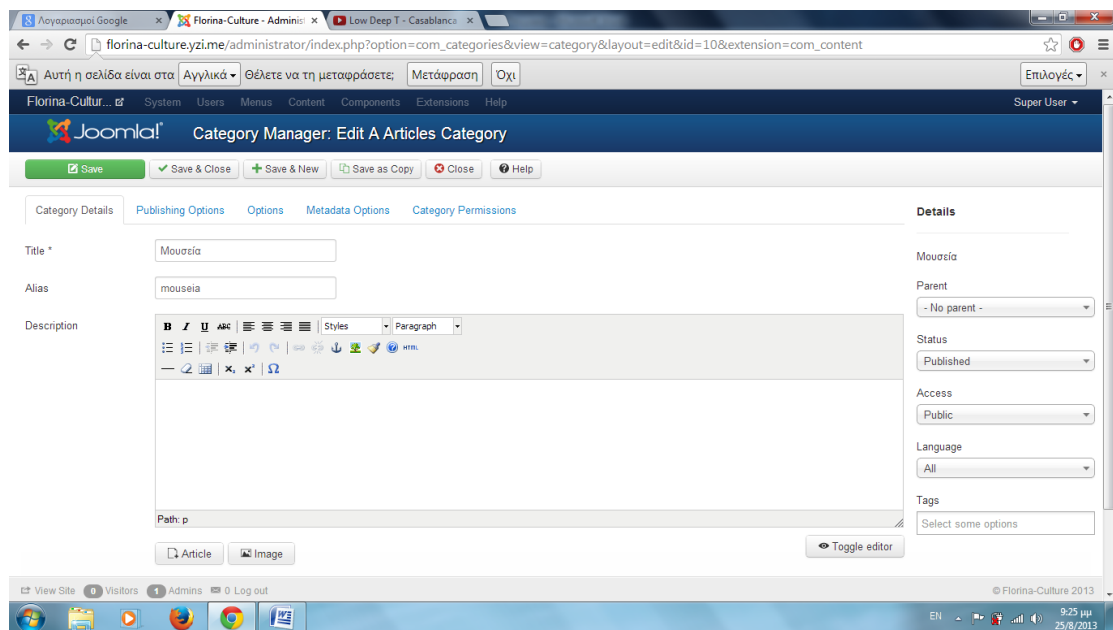 Λογαριασμοί Google × Florina-Culture - Adminis × Low Deep T - Casablanca ×
florina-culture.yzi.me/administrator/index.php?option=com_categories&view=category&layout=edit&id=10&extension=com_content
Αυτή η σελίδα είναι στα Αγγλικά Θέλετε να τη μεταφράσετε; Μετάφραση Όχι Επιλογές ×
Florina-Cultur... System Users Menus Content Components Extensions Help Super User
Joomla!® Category Manager: Edit A Articles Category
Save Save & Close Save & New Save as Copy Close Help
Category Details Publishing Options Options Metadata Options Category Permissions
Details
Title * Μουσεία
Μουσεία
Alias mouseia
Parent
- No parent -
Description
B I U ABC Styles Paragraph
HTML
x, x² Ω
Status
Published
Access
Public
Language
All
Tags
Select some options
Path: p
Article Image Toggle editor
View Site 0 Visitors 1 Admins 0 Log out © Florina-Culture 2013
EN 9:25 μμ
25/8/2013